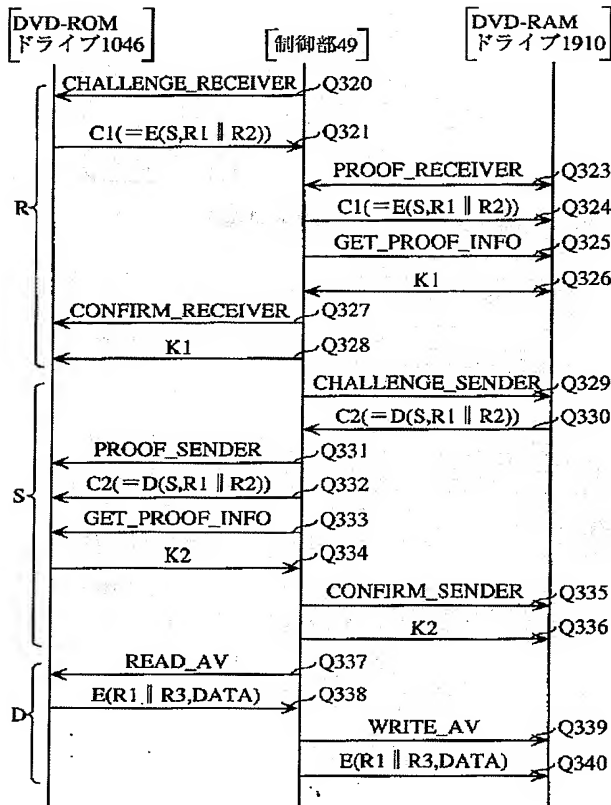 DVD-ROM
ドライブ1046
制御部49
DVD-RAM
ドライブ1910
CHALLENGE_RECEIVER
Q320
C1(=E(S,R1 ‖ R2))
Q321
PROOF_RECEIVER
Q323
C1(=E(S,R1 ‖ R2))
Q324
GET_PROOF_INFO
Q325
K1
Q326
CONFIRM_RECEIVER
Q327
K1
Q328
R
CHALLENGE_SENDER
Q329
C2(=D(S,R1 ‖ R2))
Q330
PROOF_SENDER
Q331
C2(=D(S,R1 ‖ R2))
Q332
GET_PROOF_INFO
Q333
K2
Q334
CONFIRM_SENDER
Q335
K2
Q336
S
READ_AV
Q337
E(R1 ‖ R3,DATA)
Q338
WRITE_AV
Q339
E(R1 ‖ R3,DATA)
Q340
D